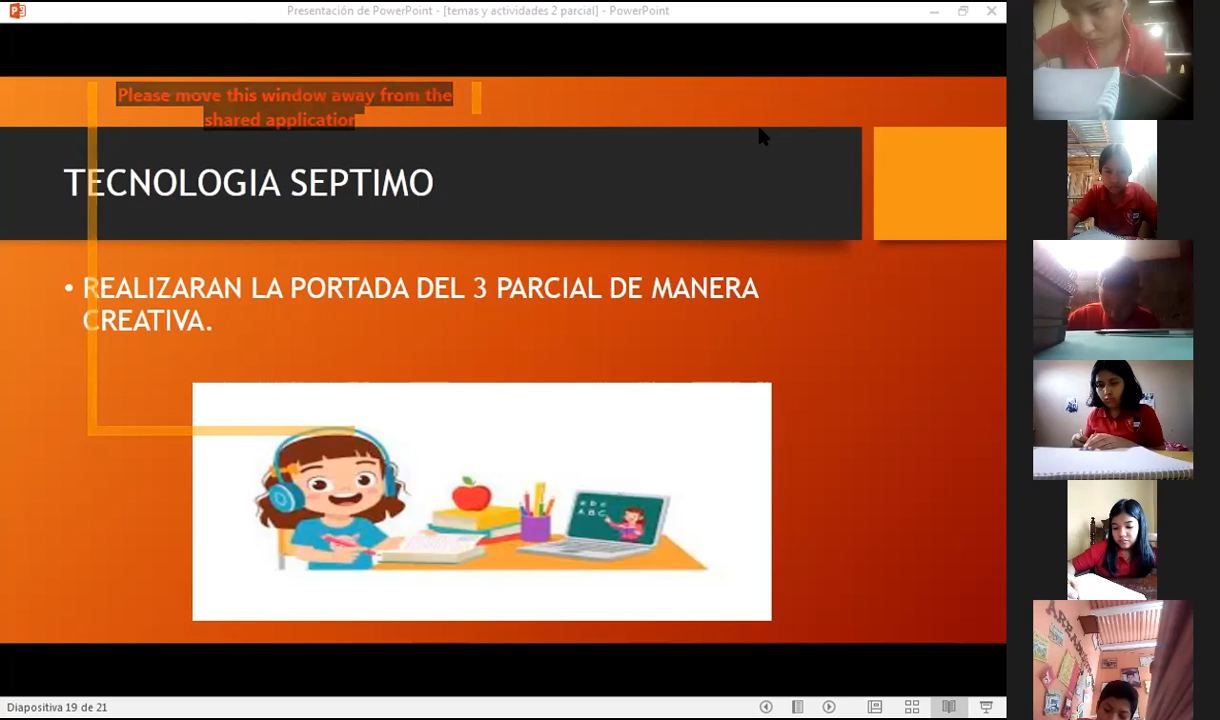 Presentación de PowerPoint - [temas y actividades 2 parcial] - PowerPoint
Please move this window away from the
shared application
TECNOLOGIA SEPTIMO
• REALIZARAN LA PORTADA DEL 3 PARCIAL DE MANERA
CREATIVA.
Diapositiva 19 de 21